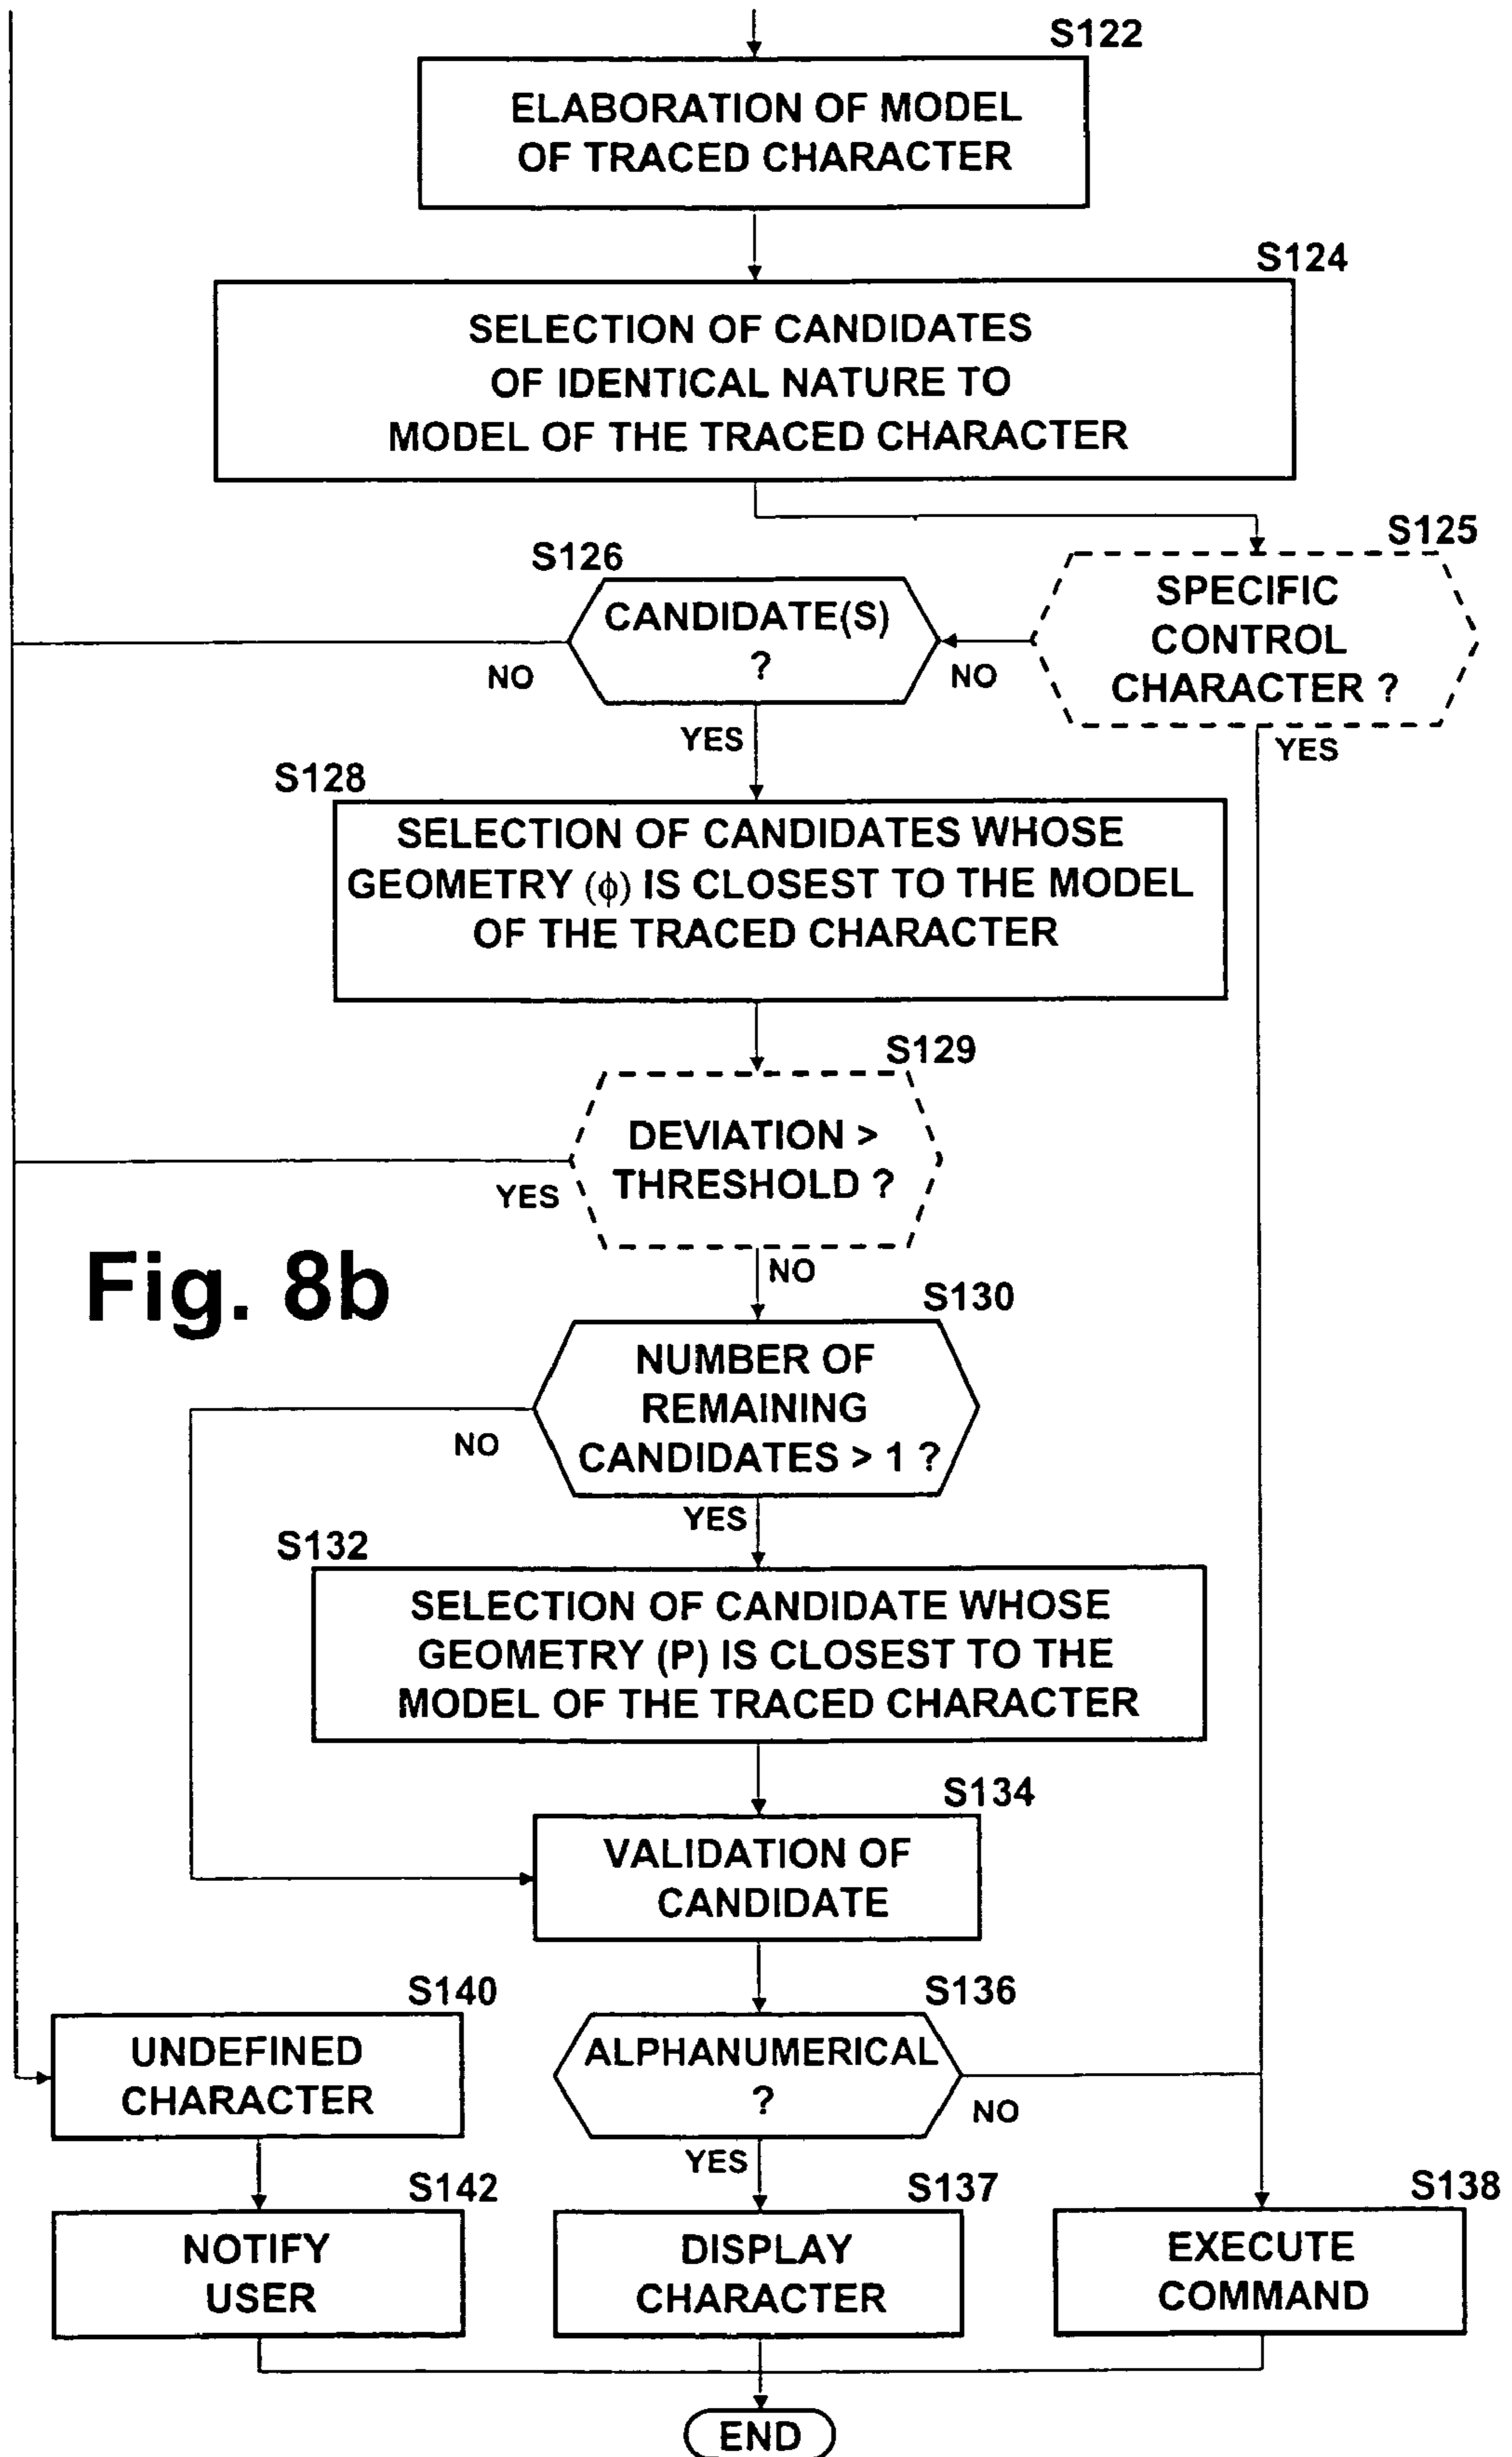 S122
ELABORATION OF MODEL
OF TRACED CHARACTER
S124
SELECTION OF CANDIDATES
OF IDENTICAL NATURE TO
MODEL OF THE TRACED CHARACTER
S125
SPECIFIC
CONTROL
CHARACTER ?
S126
CANDIDATE(S)
?
NO
NO
YES
YES
S128
SELECTION OF CANDIDATES WHOSE
GEOMETRY (ϕ) IS CLOSEST TO THE MODEL
OF THE TRACED CHARACTER
S129
DEVIATION >
THRESHOLD ?
YES
NO
Fig. 8b
S130
NUMBER OF
REMAINING
CANDIDATES > 1 ?
NO
YES
S132
SELECTION OF CANDIDATE WHOSE
GEOMETRY (P) IS CLOSEST TO THE
MODEL OF THE TRACED CHARACTER
S134
VALIDATION OF
CANDIDATE
S140
UNDEFINED
CHARACTER
S136
ALPHANUMERICAL
?
NO
YES
S142
NOTIFY
USER
S137
DISPLAY
CHARACTER
S138
EXECUTE
COMMAND
END